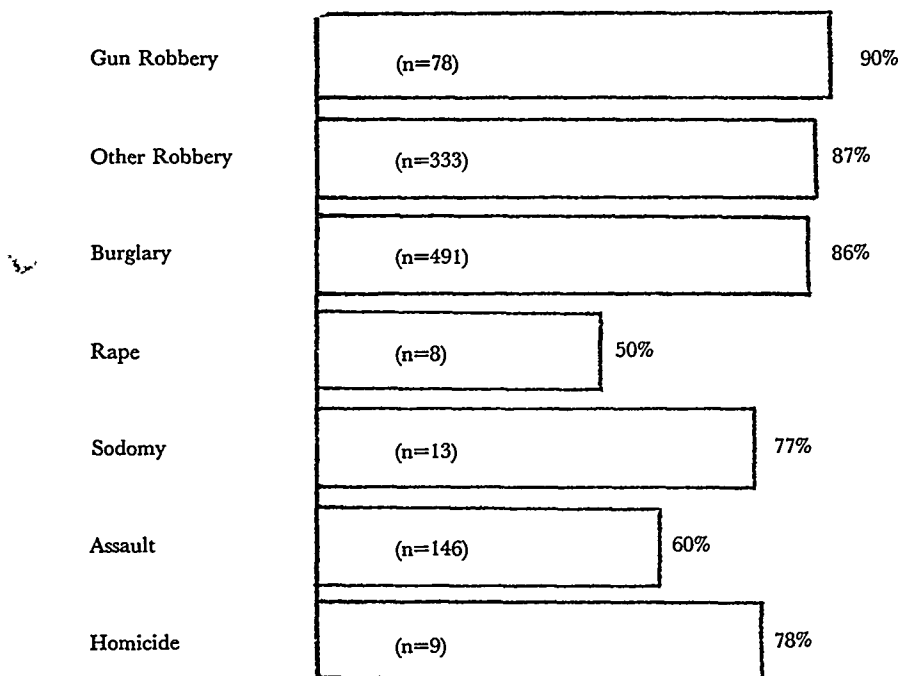 Gun Robbery (n=78) 90%
Other Robbery (n=333) 87%
Burglary (n=491) 86%
Rape (n=8) 50%
Sodomy (n=13) 77%
Assault (n=146) 60%
Homicide (n=9) 78%